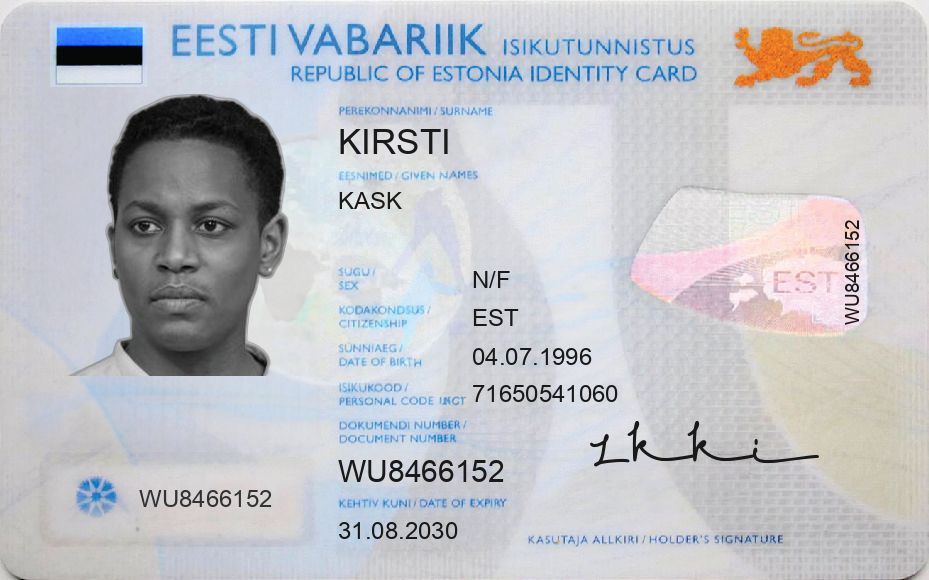 EESTI VABARIIK ISIKUTUNNISTUS
REPUBLIC OF ESTONIA IDENTITY CARD
PEREKONNANIMI / SURNAME
KIRSTI
EESNIMED / GIVEN NAMES
KASK
SUGU /
SEX
N/F
KODAKONDSUS /
CITIZENSHIP
EST
SÜNNIAEG /
DATE OF BIRTH
04.07.1996
ISIKUKOOD /
PERSONAL CODE
71650541060
DOKUMENDI NUMBER /
DOCUMENT NUMBER
WU8466152
KEHTIV KUNI / DATE OF EXPIRY
31.08.2030
WU8466152
EST
WU8466152
KASUTAJA ALLKIRI / HOLDER'S SIGNATURE